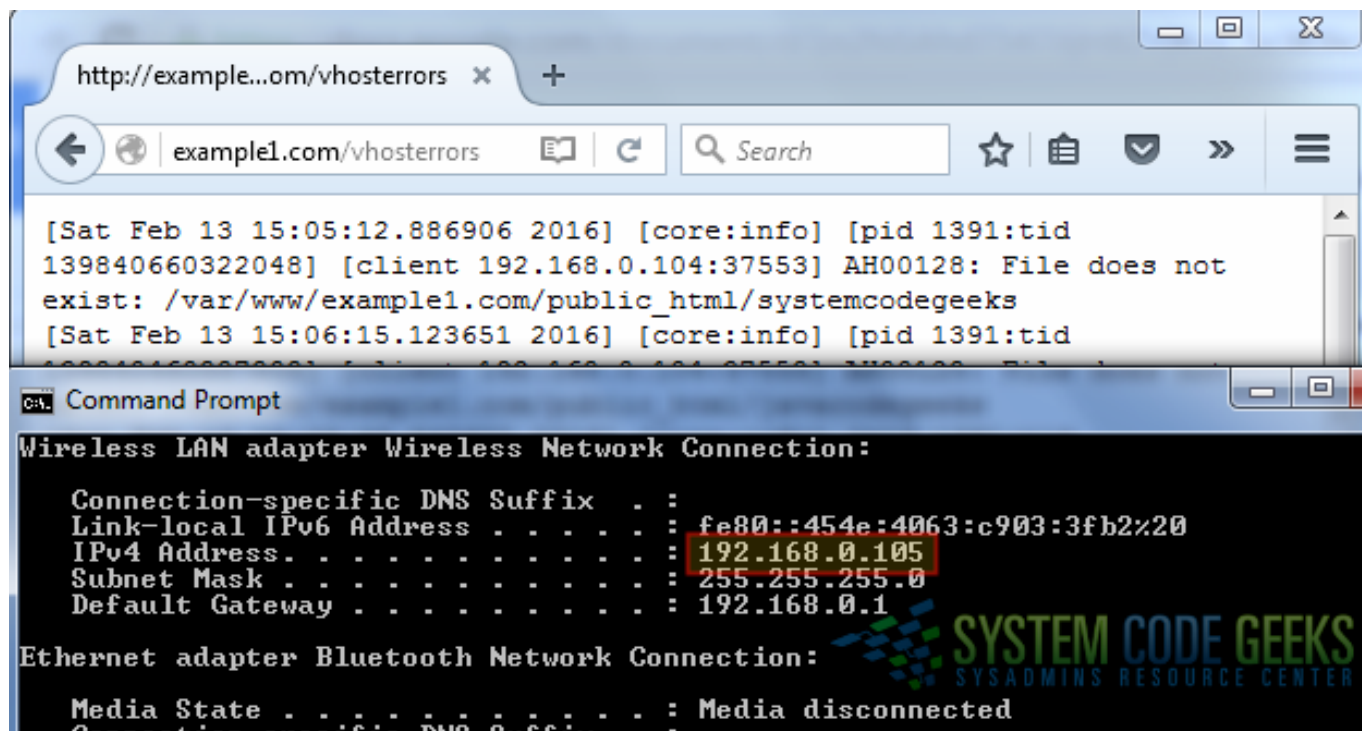 http://example...om/vhosterrors
example1.com/vhosterrors
Search
[Sat Feb 13 15:05:12.886906 2016] [core:info] [pid 1391:tid
139840660322048] [client 192.168.0.104:37553] AH00128: File does not
exist: /var/www/example1.com/public_html/systemcodegeeks
[Sat Feb 13 15:06:15.123651 2016] [core:info] [pid 1391:tid
C:\.
Command Prompt
Wireless LAN adapter Wireless Network Connection:
Connection-specific DNS Suffix . :
Link-local IPv6 Address . . . . . : fe80::454e:4063:c903:3fb2%20
IPv4 Address. . . . . . . . . . . : 192.168.0.105
Subnet Mask . . . . . . . . . . . : 255.255.255.0
Default Gateway . . . . . . . . . : 192.168.0.1
SYSTEM CODE GEEKS
SYSADMINS RESOURCE CENTER
Ethernet adapter Bluetooth Network Connection:
Media State . . . . . . . . . . . : Media disconnected